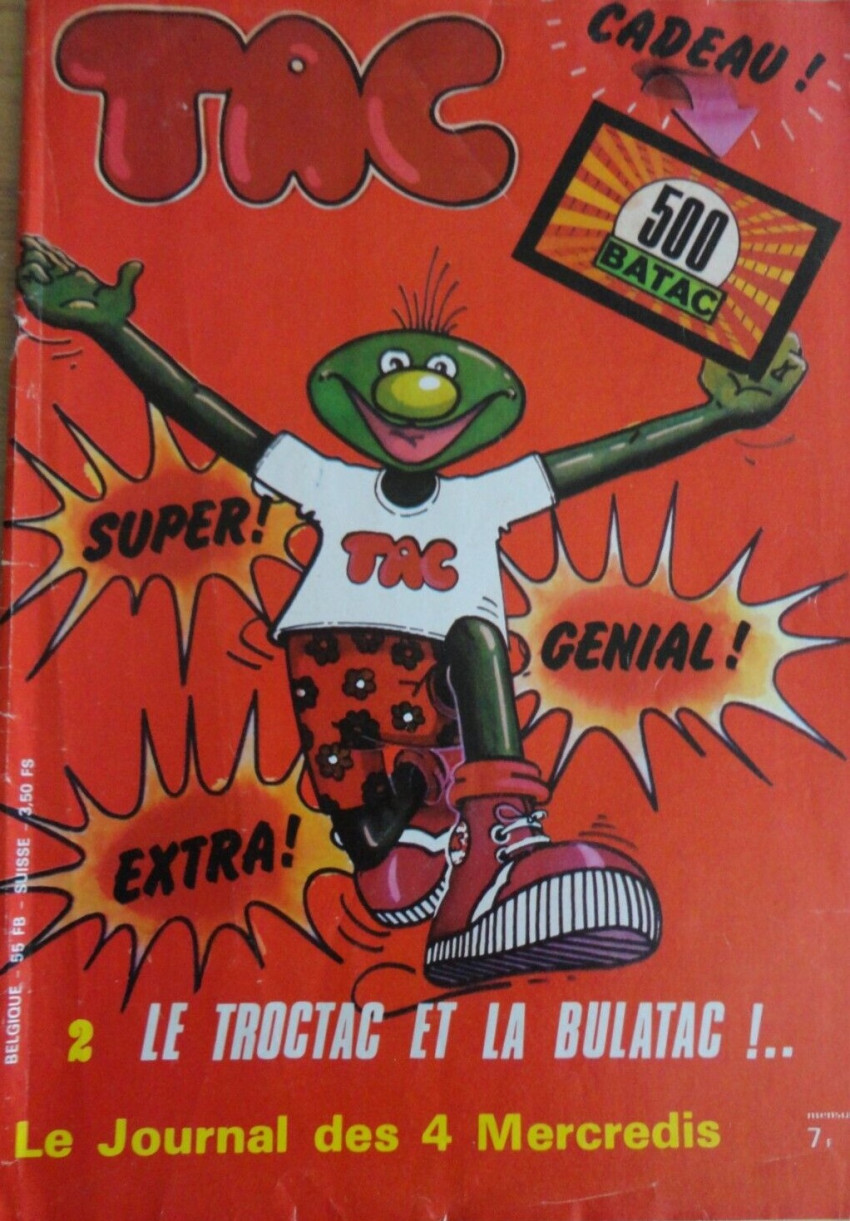 TAC
CADEAU !
500
BATAC
SUPER!
TAC
GENIAL !
EXTRA!
BELGIQUE - 55 FB - SUISSE - 3,50 FS
2 LE TROCTAC ET LA BULATAC !..
Le Journal des 4 Mercredis
7F